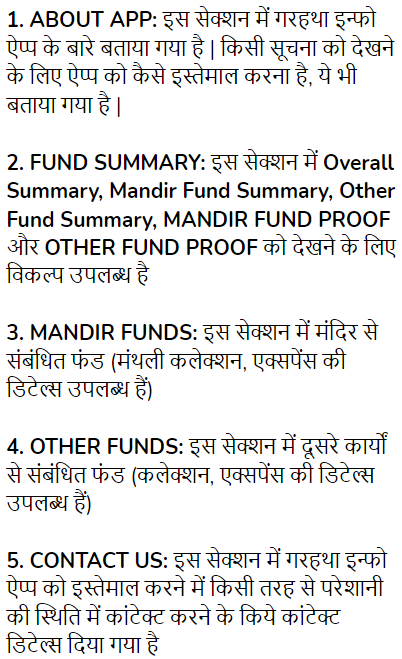 1. ABOUT APP: इस सेक्शन में गरहथा इन्फो
ऐप्प के बारे बताया गया है | किसी सूचना को देखने
के लिए ऐप्प को कैसे इस्तेमाल करना है, ये भी
बताया गया है |
2. FUND SUMMARY: इस सेक्शन में Overall
Summary, Mandir Fund Summary, Other
Fund Summary, MANDIR FUND PROOF
और OTHER FUND PROOF को देखने के लिए
विकल्प उपलब्ध है
3. MANDIR FUNDS: इस सेक्शन में मंदिर से
संबंधित फंड (मंथली कलेक्शन, एक्सपेंस की
डिटेल्स उपलब्ध हैं)
4. OTHER FUNDS: इस सेक्शन में दूसरे कार्यों
से संबंधित फंड (कलेक्शन, एक्सपेंस की डिटेल्स
उपलब्ध हैं)
5. CONTACT US: इस सेक्शन में गरहथा इन्फो
ऐप्प को इस्तेमाल करने में किसी तरह से परेशानी
की स्थिति में कांटेक्ट करने के किये कांटेक्ट
डिटेल्स दिया गया है